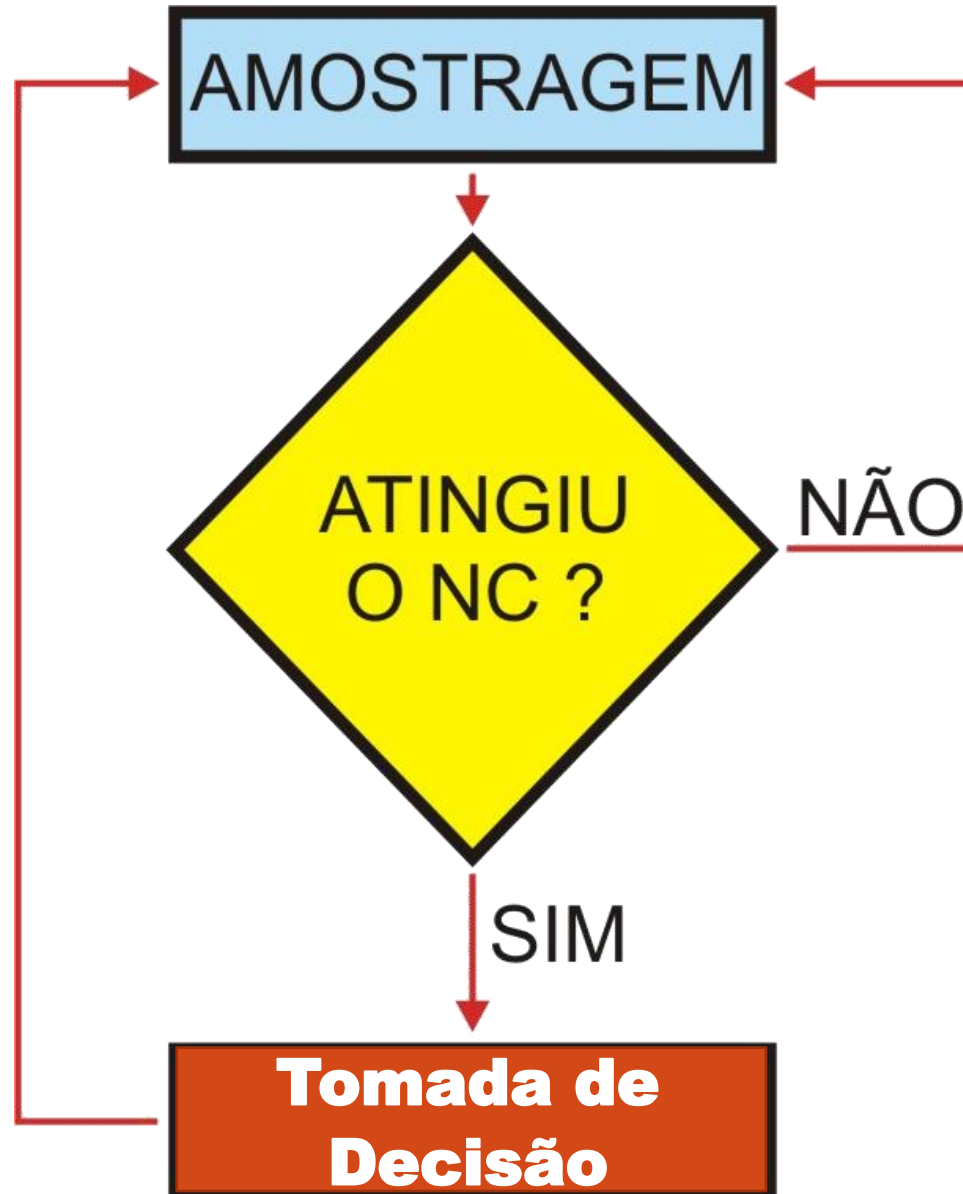 AMOSTRAGEM
ATINGIU
O NC ?
NÃO
SIM
Tomada de
Decisão